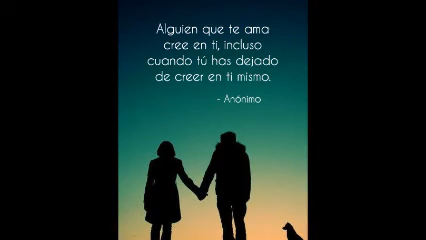 Alguien que te ama
cree en ti, incluso
cuando tú has dejado
de creer en ti mismo.
- Anónimo